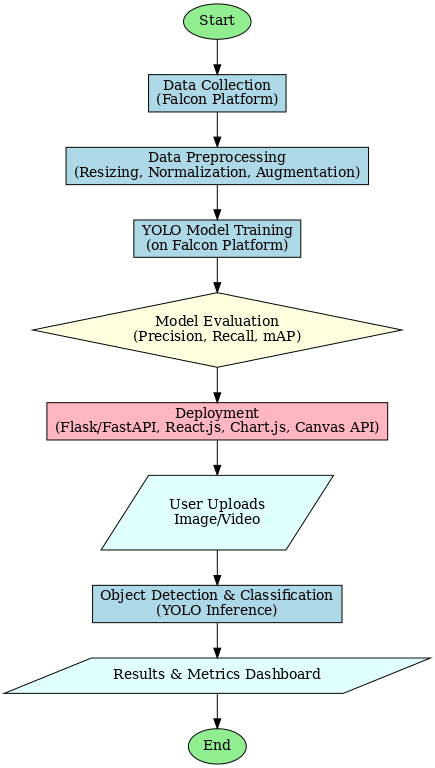 Start
Data Collection
(Falcon Platform)
Data Preprocessing
(Resizing, Normalization, Augmentation)
YOLO Model Training
(on Falcon Platform)
Model Evaluation
(Precision, Recall, mAP)
Deployment
(Flask/FastAPI, React.js, Chart.js, Canvas API)
User Uploads
Image/Video
Object Detection & Classification
(YOLO Inference)
Results & Metrics Dashboard
End